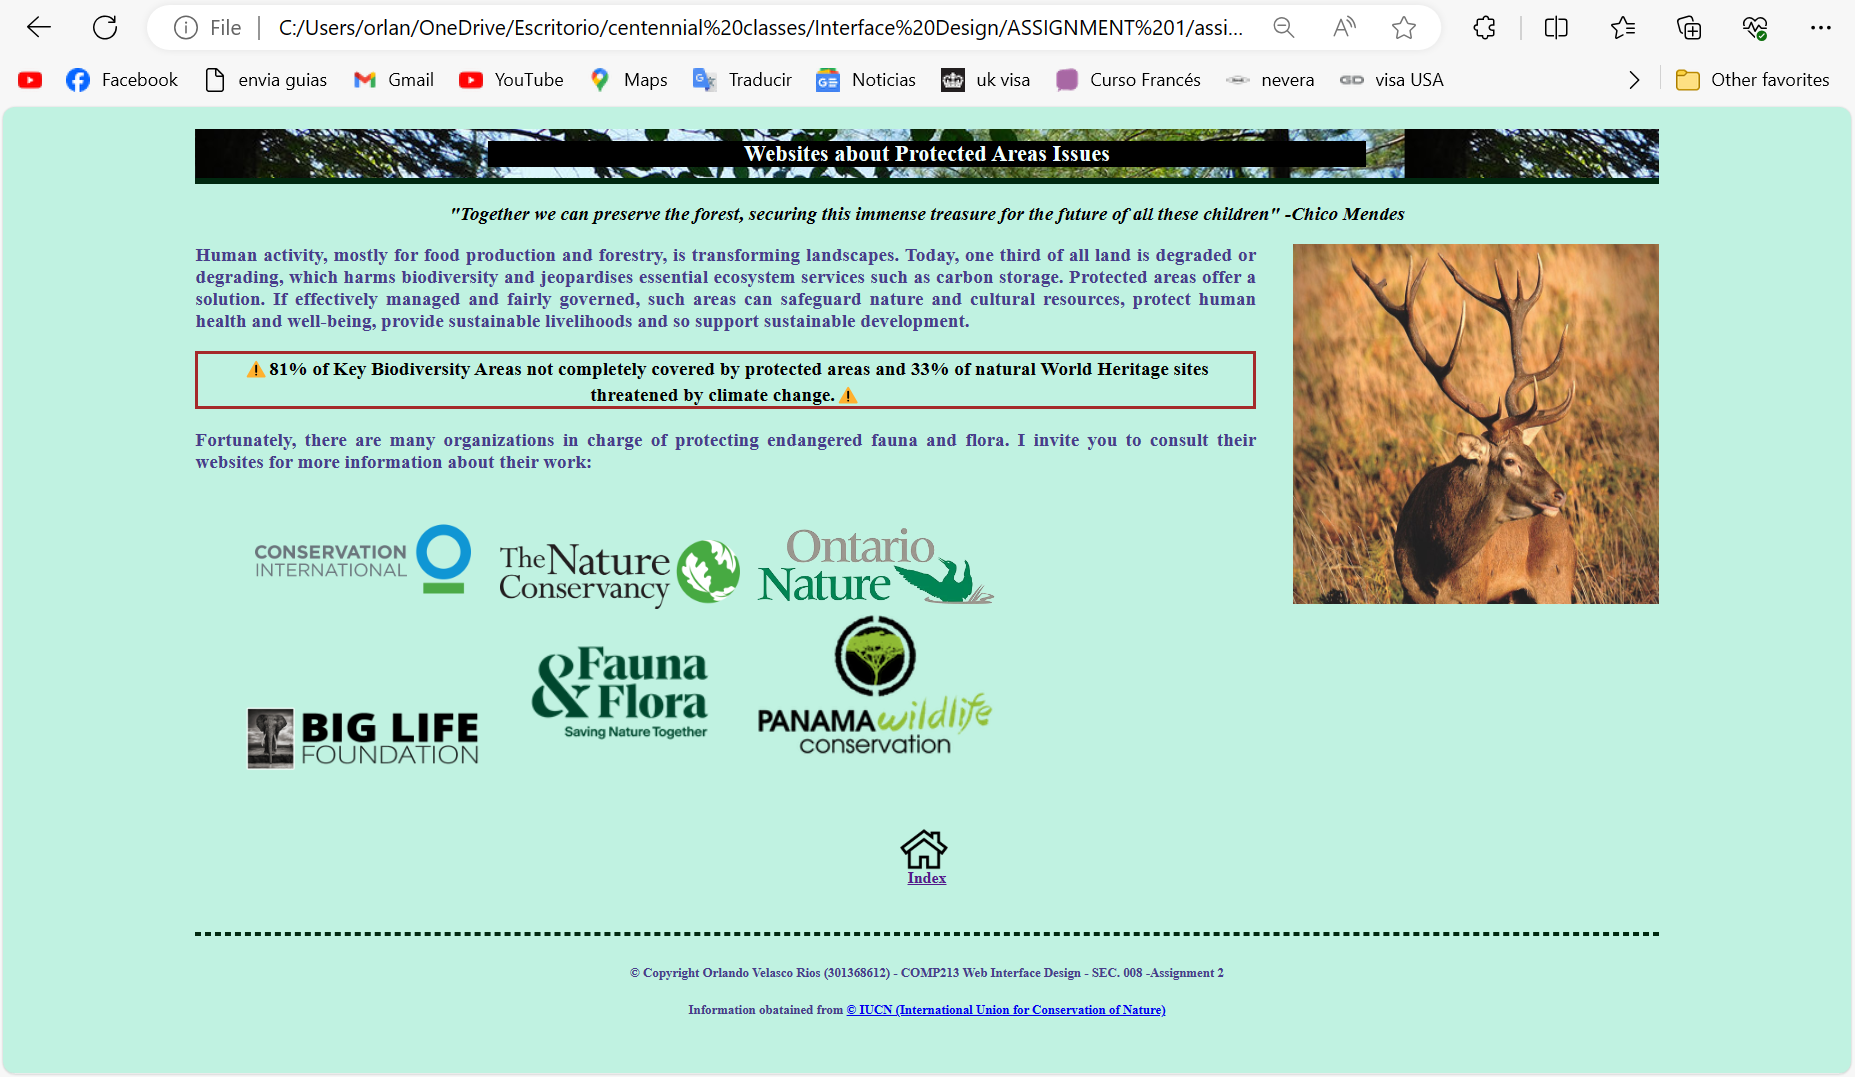 File
C:/Users/orlan/OneDrive/Escritorio/centennial%20classes/Interface%20Design/ASSIGNMENT%201/assi...
Facebook
envia guias
Gmail
YouTube
Maps
Traducir
Noticias
uk visa
Curso Francés
nevera
visa USA
Other favorites
Websites about Protected Areas Issues
"Together we can preserve the forest, securing this immense treasure for the future of all these children" -Chico Mendes
Human activity, mostly for food production and forestry, is transforming landscapes. Today, one third of all land is degraded or
degrading, which harms biodiversity and jeopardises essential ecosystem services such as carbon storage. Protected areas offer a
solution. If effectively managed and fairly governed, such areas can safeguard nature and cultural resources, protect human
health and well-being, provide sustainable livelihoods and so support sustainable development.
⚠️ 81% of Key Biodiversity Areas not completely covered by protected areas and 33% of natural World Heritage sites
threatened by climate change. ⚠️
Fortunately, there are many organizations in charge of protecting endangered fauna and flora. I invite you to consult their
websites for more information about their work:
CONSERVATION
INTERNATIONAL
The Nature
Conservancy
Ontario
Nature
BIG LIFE
FOUNDATION
Fauna
& Flora
Saving Nature Together
PANAMA wildlife
conservation
Index
© Copyright Orlando Velasco Rios (301368612) - COMP213 Web Interface Design - SEC. 008 -Assignment 2
Information obatained from © IUCN (International Union for Conservation of Nature)